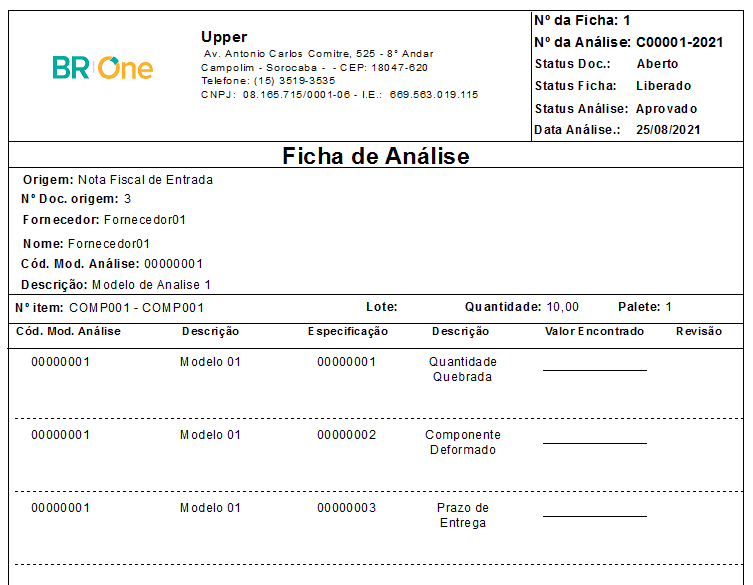 BR One
Upper
Av. Antonio Carlos Comitre, 525 - 8° Andar
Campolim - Sorocaba - - CEP: 18047-620
Telefone: (15) 3519-3535
CNPJ: 08.165.715/0001-06 - I.E.: 669.563.019.115
Nº da Ficha: 1
Nº da Análise: C00001-2021
Status Doc.: Aberto
Status Ficha: Liberado
Status Análise: Aprovado
Data Análise.: 25/08/2021
Ficha de Análise
Origem: Nota Fiscal de Entrada
Nº Doc. origem: 3
Fornecedor: Fornecedor01
Nome: Fornecedor01
Cód. Mod. Análise: 00000001
Descrição: Modelo de Analise 1
Nº item: COMP001 - COMP001 Lote: Quantidade: 10,00 Palete: 1
Cód. Mod. Análise Descrição Especificação Descrição Valor Encontrado Revisão
00000001 Modelo 01 00000001 Quantidade
Quebrada
00000001 Modelo 01 00000002 Componente
Deformado
00000001 Modelo 01 00000003 Prazo de
Entrega